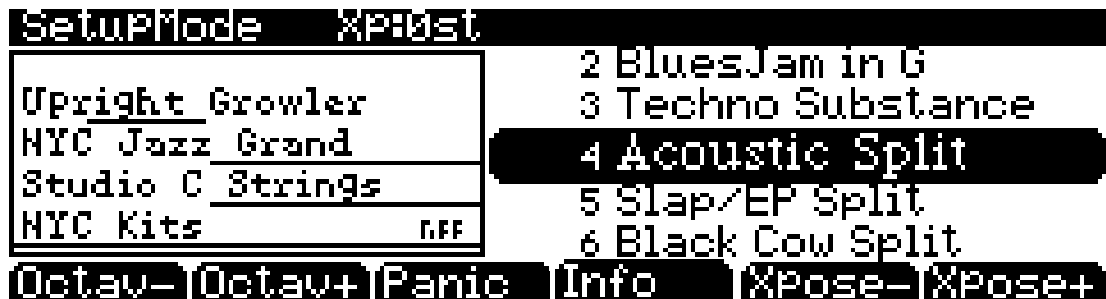 SetupMode Xp:0st
Upright Growler
NYC Jazz Grand
Studio C Strings
NYC Kits OFF
2 BluesJam in G
3 Techno Substance
4 Acoustic Split
5 Slap/EP Split
6 Black Cow Split
Octav- Octav+ Panic Info XPose- XPose+